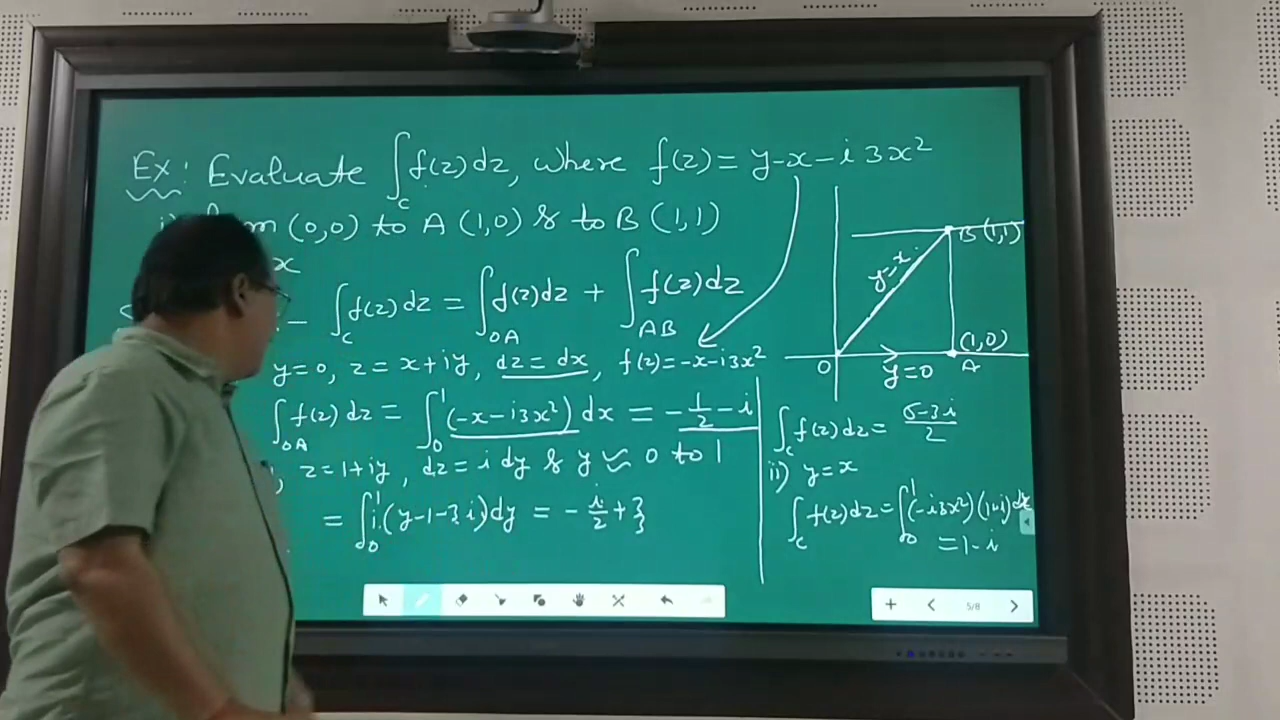 Ex: Evaluate ∫_C f(z)dz, where f(z) = y-x-i3x²
(0,0) to A (1,0) & to B (1,1)
x
∫_C f(z)dz = ∫_OA f(z)dz + ∫_AB f(z)dz
y=0, z = x+iy, dz = dx, f(z) = -x-i3x²
∫_OA f(z)dz = ∫_0^1 (-x-i3x²) dx = -1/2 - i
z = 1+iy, dz = i dy & y 0 to 1
= ∫_0^1 i(y-1-3i)dy = -i/2 + 3
B (1,1)
y=x
(1,0)
O y=0 A
∫_C f(z)dz =
ii) y=x
∫_C f(z)dz = ∫_0^1 (-i3x²)(1+i)dx
= 1-i
5/8